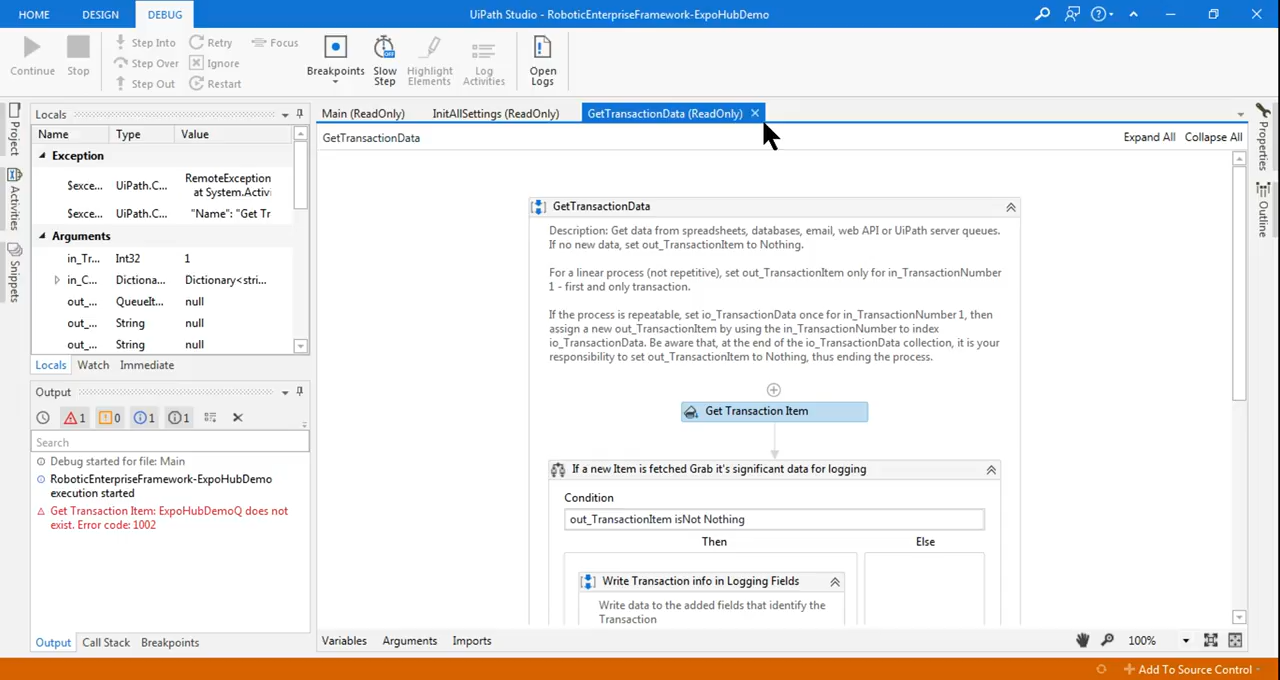 UiPath Studio - RoboticEnterpriseFramework-ExpoHubDemo
HOME DESIGN DEBUG
Continue
Stop
Step Into
Step Over
Step Out
Retry
Ignore
Restart
Focus
Breakpoints
Slow
Step
Highlight
Elements
Log
Activities
Open
Logs
Project
Activities
Snippets
Locals
Name Type Value
Exception
$exce... UiPath.C... RemoteException
at System.Activi
$exce... UiPath.C... "Name": "Get Tr
Arguments
in_Tr... Int32 1
in_C... Dictiona... Dictionary<stri...
out_... QueueIt... null
out_... String null
out_... String null
Locals Watch Immediate
Output
1 0 1 1
Search
Debug started for file: Main
RoboticEnterpriseFramework-ExpoHubDemo
execution started
Get Transaction Item: ExpoHubDemoQ does not
exist. Error code: 1002
Output Call Stack Breakpoints
Main (ReadOnly) InitAllSettings (ReadOnly) GetTransactionData (ReadOnly)
GetTransactionData
Expand All Collapse All
GetTransactionData
Description: Get data from spreadsheets, databases, email, web API or UiPath server queues.
If no new data, set out_TransactionItem to Nothing.
For a linear process (not repetitive), set out_TransactionItem only for in_TransactionNumber
1 - first and only transaction.
If the process is repeatable, set io_TransactionData once for in_TransactionNumber 1, then
assign a new out_TransactionItem by using the in_TransactionNumber to index
io_TransactionData. Be aware that, at the end of the io_TransactionData collection, it is your
responsibility to set out_TransactionItem to Nothing, thus ending the process.
Get Transaction Item
If a new Item is fetched Grab it's significant data for logging
Condition
out_TransactionItem isNot Nothing
Then Else
Write Transaction info in Logging Fields
Write data to the added fields that identify the
Transaction
Variables Arguments Imports
100%
Properties
Outline
Add To Source Control